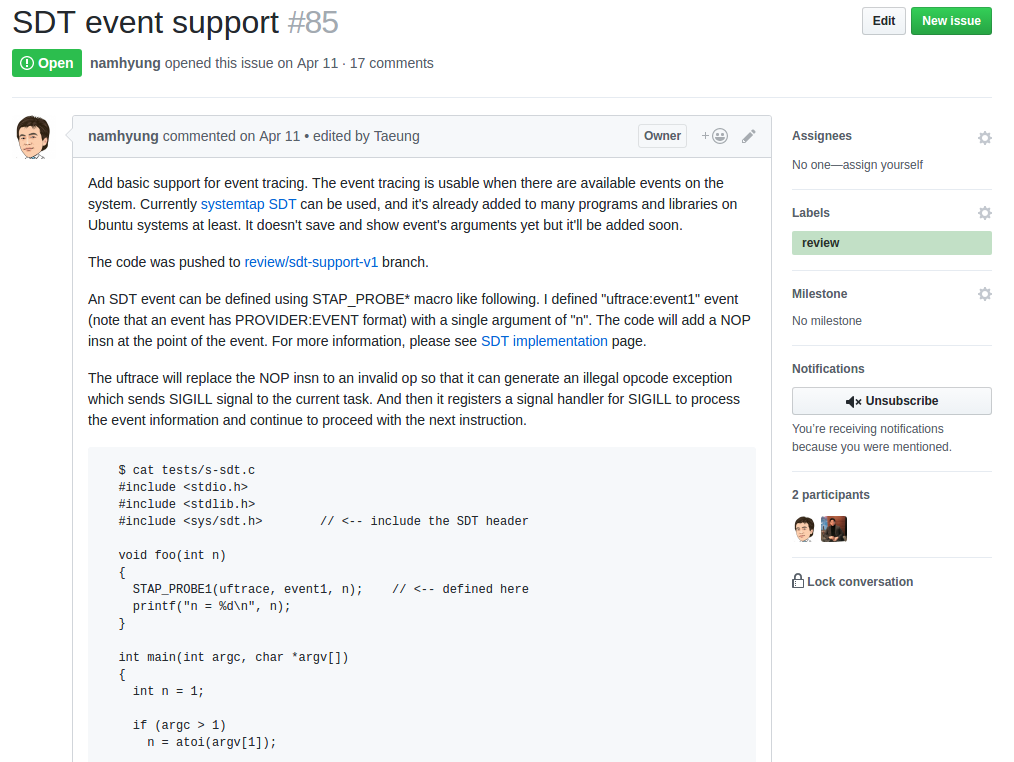 SDT event support #85
Edit
New issue
Open
namhyung opened this issue on Apr 11 · 17 comments
namhyung commented on Apr 11 • edited by Taeung
Owner
+
Add basic support for event tracing. The event tracing is usable when there are available events on the
system. Currently systemtap SDT can be used, and it's already added to many programs and libraries on
Ubuntu systems at least. It doesn't save and show event's arguments yet but it'll be added soon.
The code was pushed to review/sdt-support-v1 branch.
An SDT event can be defined using STAP_PROBE* macro like following. I defined "uftrace:event1" event
(note that an event has PROVIDER:EVENT format) with a single argument of "n". The code will add a NOP
insn at the point of the event. For more information, please see SDT implementation page.
The uftrace will replace the NOP insn to an invalid op so that it can generate an illegal opcode exception
which sends SIGILL signal to the current task. And then it registers a signal handler for SIGILL to process
the event information and continue to proceed with the next instruction.
$ cat tests/s-sdt.c
#include <stdio.h>
#include <stdlib.h>
#include <sys/sdt.h>        // <-- include the SDT header
void foo(int n)
{
  STAP_PROBE1(uftrace, event1, n);    // <-- defined here
  printf("n = %d\n", n);
}
int main(int argc, char *argv[])
{
  int n = 1;
  if (argc > 1)
    n = atoi(argv[1]);
Assignees
No one—assign yourself
Labels
review
Milestone
No milestone
Notifications
Unsubscribe
You're receiving notifications
because you were mentioned.
2 participants
Lock conversation